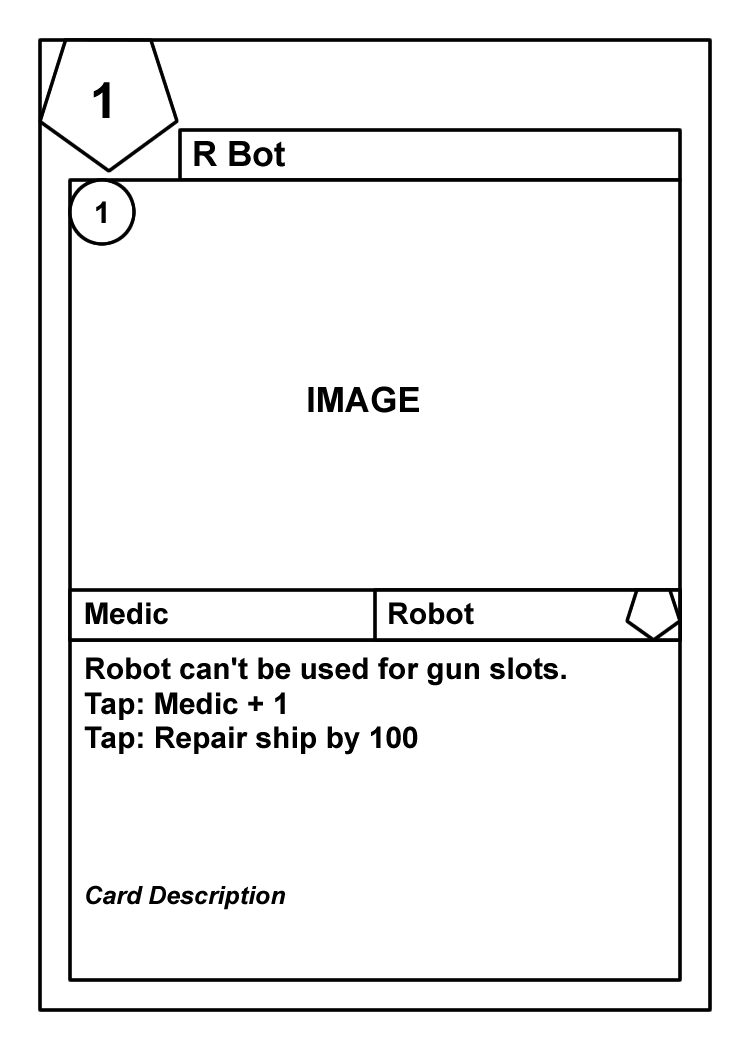 1
R Bot
1
IMAGE
Medic
Robot
Robot can't be used for gun slots.
Tap: Medic + 1
Tap: Repair ship by 100
Card Description